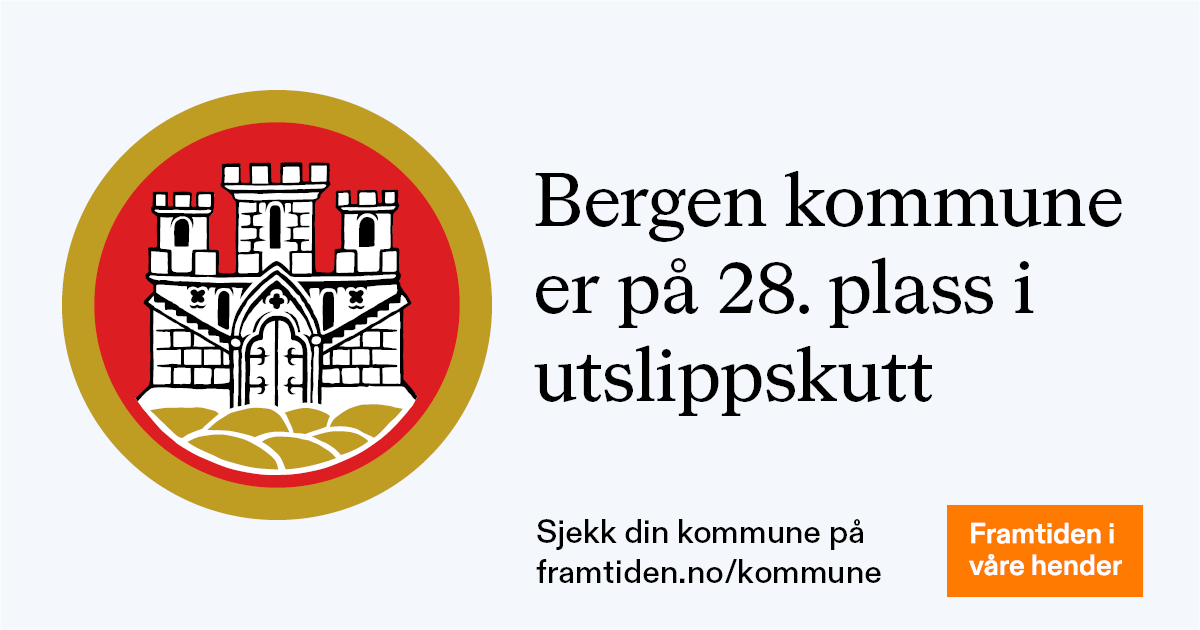 Bergen kommune
er på 28. plass i
utslippskutt
Sjekk din kommune på
framtiden.no/kommune
Framtiden i
våre hender